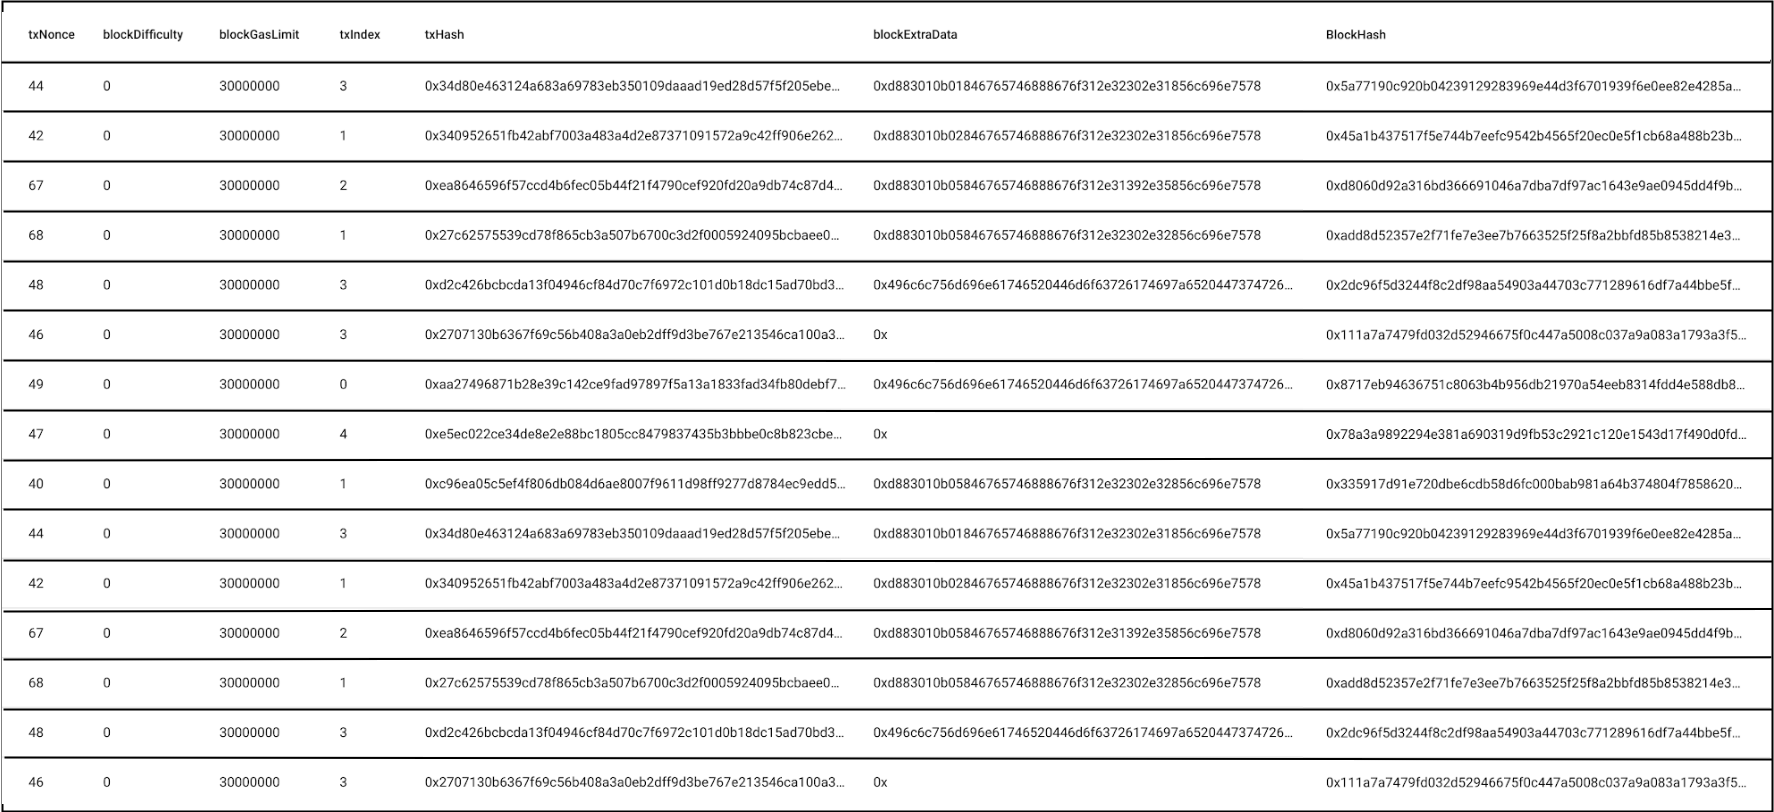 txNonce blockDifficulty blockGasLimit txIndex txHash blockExtraData BlockHash
44 0 30000000 3 0x34d80e463124a683a69783eb350109daaad19ed28d57f5f205ebe... 0xd883010b01846765746888676f312e32302e31856c696e7578 0x5a77190c920b04239129283969e44d3f6701939f6e0ee82e4285a...
42 0 30000000 1 0x340952651fb42abf7003a483a4d2e87371091572a9c42ff906e262... 0xd883010b02846765746888676f312e32302e31856c696e7578 0x45a1b437517f5e744b7eefc9542b4565f20ec0e5f1cb68a488b23b...
67 0 30000000 2 0xea8646596f57ccd4b6fec05b44f21f4790cef920fd20a9db74c87d4... 0xd883010b05846765746888676f312e31392e35856c696e7578 0xd8060d92a316bd366691046a7dba7df97ac1643e9ae0945dd4f9b...
68 0 30000000 1 0x27c62575539cd78f865cb3a507b6700c3d2f0005924095bcbaee0... 0xd883010b05846765746888676f312e32302e32856c696e7578 0xadd8d52357e2f71fe7e3ee7b7663525f25f8a2bbfd85b8538214e3...
48 0 30000000 3 0xd2c426bcbcda13f04946cf84d70c7f6972c101d0b18dc15ad70bd3... 0x496c6c756d696e61746520446d6f63726174697a6520447374726... 0x2dc96f5d3244f8c2df98aa54903a44703c771289616df7a44bbe5f...
46 0 30000000 3 0x2707130b6367f69c56b408a3a0eb2dff9d3be767e213546ca100a3... 0x 0x111a7a7479fd032d52946675f0c447a5008c037a9a083a1793a3f5...
49 0 30000000 0 0xaa27496871b28e39c142ce9fad97897f5a13a1833fad34fb80debf7... 0x496c6c756d696e61746520446d6f63726174697a6520447374726... 0x8717eb94636751c8063b4b956db21970a54eeb8314fdd4e588db8...
47 0 30000000 4 0xe5ec022ce34de8e2e88bc1805cc8479837435b3bbbe0c8b823cbe... 0x 0x78a3a9892294e381a690319d9fb53c2921c120e1543d17f490d0fd...
40 0 30000000 1 0xc96ea05c5ef4f806db084d6ae8007f9611d98ff9277d8784ec9edd5... 0xd883010b05846765746888676f312e32302e32856c696e7578 0x335917d91e720dbe6cdb58d6fc000bab981a64b374804f7858620...
44 0 30000000 3 0x34d80e463124a683a69783eb350109daaad19ed28d57f5f205ebe... 0xd883010b01846765746888676f312e32302e31856c696e7578 0x5a77190c920b04239129283969e44d3f6701939f6e0ee82e4285a...
42 0 30000000 1 0x340952651fb42abf7003a483a4d2e87371091572a9c42ff906e262... 0xd883010b02846765746888676f312e32302e31856c696e7578 0x45a1b437517f5e744b7eefc9542b4565f20ec0e5f1cb68a488b23b...
67 0 30000000 2 0xea8646596f57ccd4b6fec05b44f21f4790cef920fd20a9db74c87d4... 0xd883010b05846765746888676f312e31392e35856c696e7578 0xd8060d92a316bd366691046a7dba7df97ac1643e9ae0945dd4f9b...
68 0 30000000 1 0x27c62575539cd78f865cb3a507b6700c3d2f0005924095bcbaee0... 0xd883010b05846765746888676f312e32302e32856c696e7578 0xadd8d52357e2f71fe7e3ee7b7663525f25f8a2bbfd85b8538214e3...
48 0 30000000 3 0xd2c426bcbcda13f04946cf84d70c7f6972c101d0b18dc15ad70bd3... 0x496c6c756d696e61746520446d6f63726174697a6520447374726... 0x2dc96f5d3244f8c2df98aa54903a44703c771289616df7a44bbe5f...
46 0 30000000 3 0x2707130b6367f69c56b408a3a0eb2dff9d3be767e213546ca100a3... 0x 0x111a7a7479fd032d52946675f0c447a5008c037a9a083a1793a3f5...